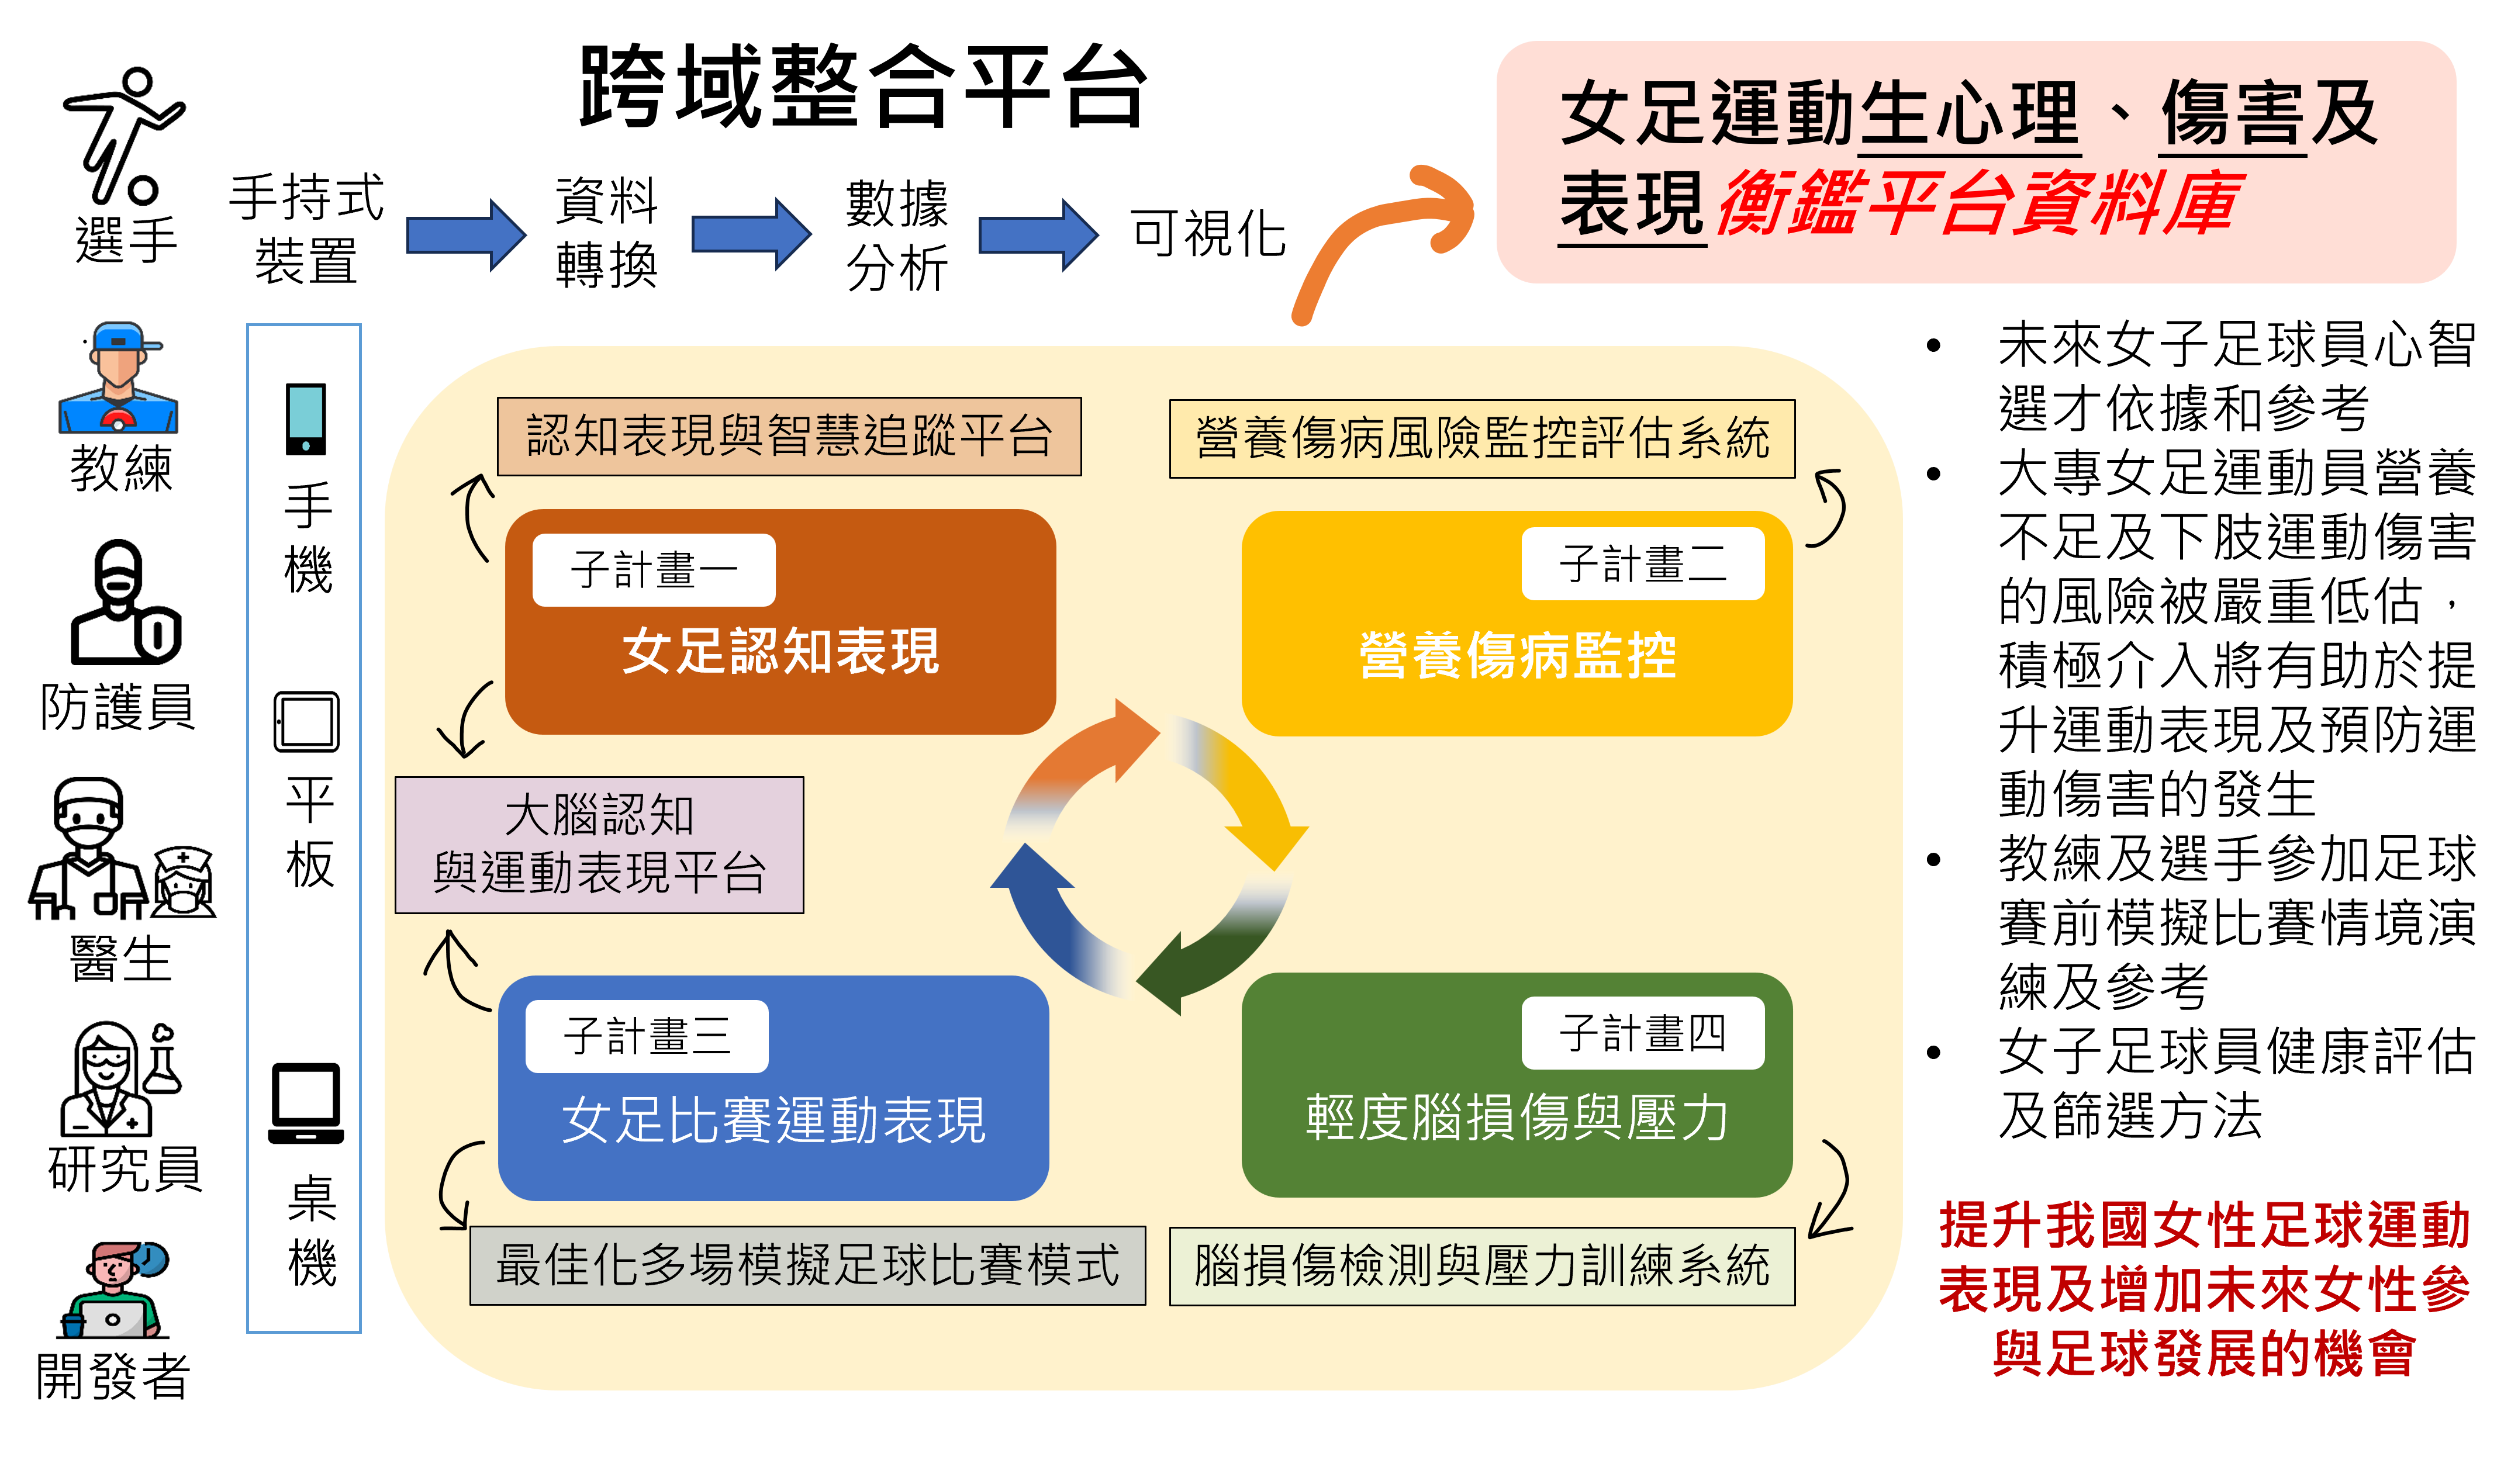 跨域整合平台
女足運動生心理、傷害及
表現衡鑑平台資料庫
選手
手持式
裝置
資料
轉換
數據
分析
可視化
教練
防護員
醫生
研究員
開發者
手
機
平
板
桌
機
認知表現與智慧追蹤平台
營養傷病風險監控評估系統
子計畫一
女足認知表現
子計畫二
營養傷病監控
大腦認知
與運動表現平台
子計畫三
女足比賽運動表現
子計畫四
輕度腦損傷與壓力
最佳化多場模擬足球比賽模式
腦損傷檢測與壓力訓練系統
• 未來女子足球員心智
選才依據和參考
• 大專女足運動員營養
不足及下肢運動傷害
的風險被嚴重低估，
積極介入將有助於提
升運動表現及預防運
動傷害的發生
• 教練及選手參加足球
賽前模擬比賽情境演
練及參考
• 女子足球員健康評估
及篩選方法
提升我國女性足球運動
表現及增加未來女性參
與足球發展的機會